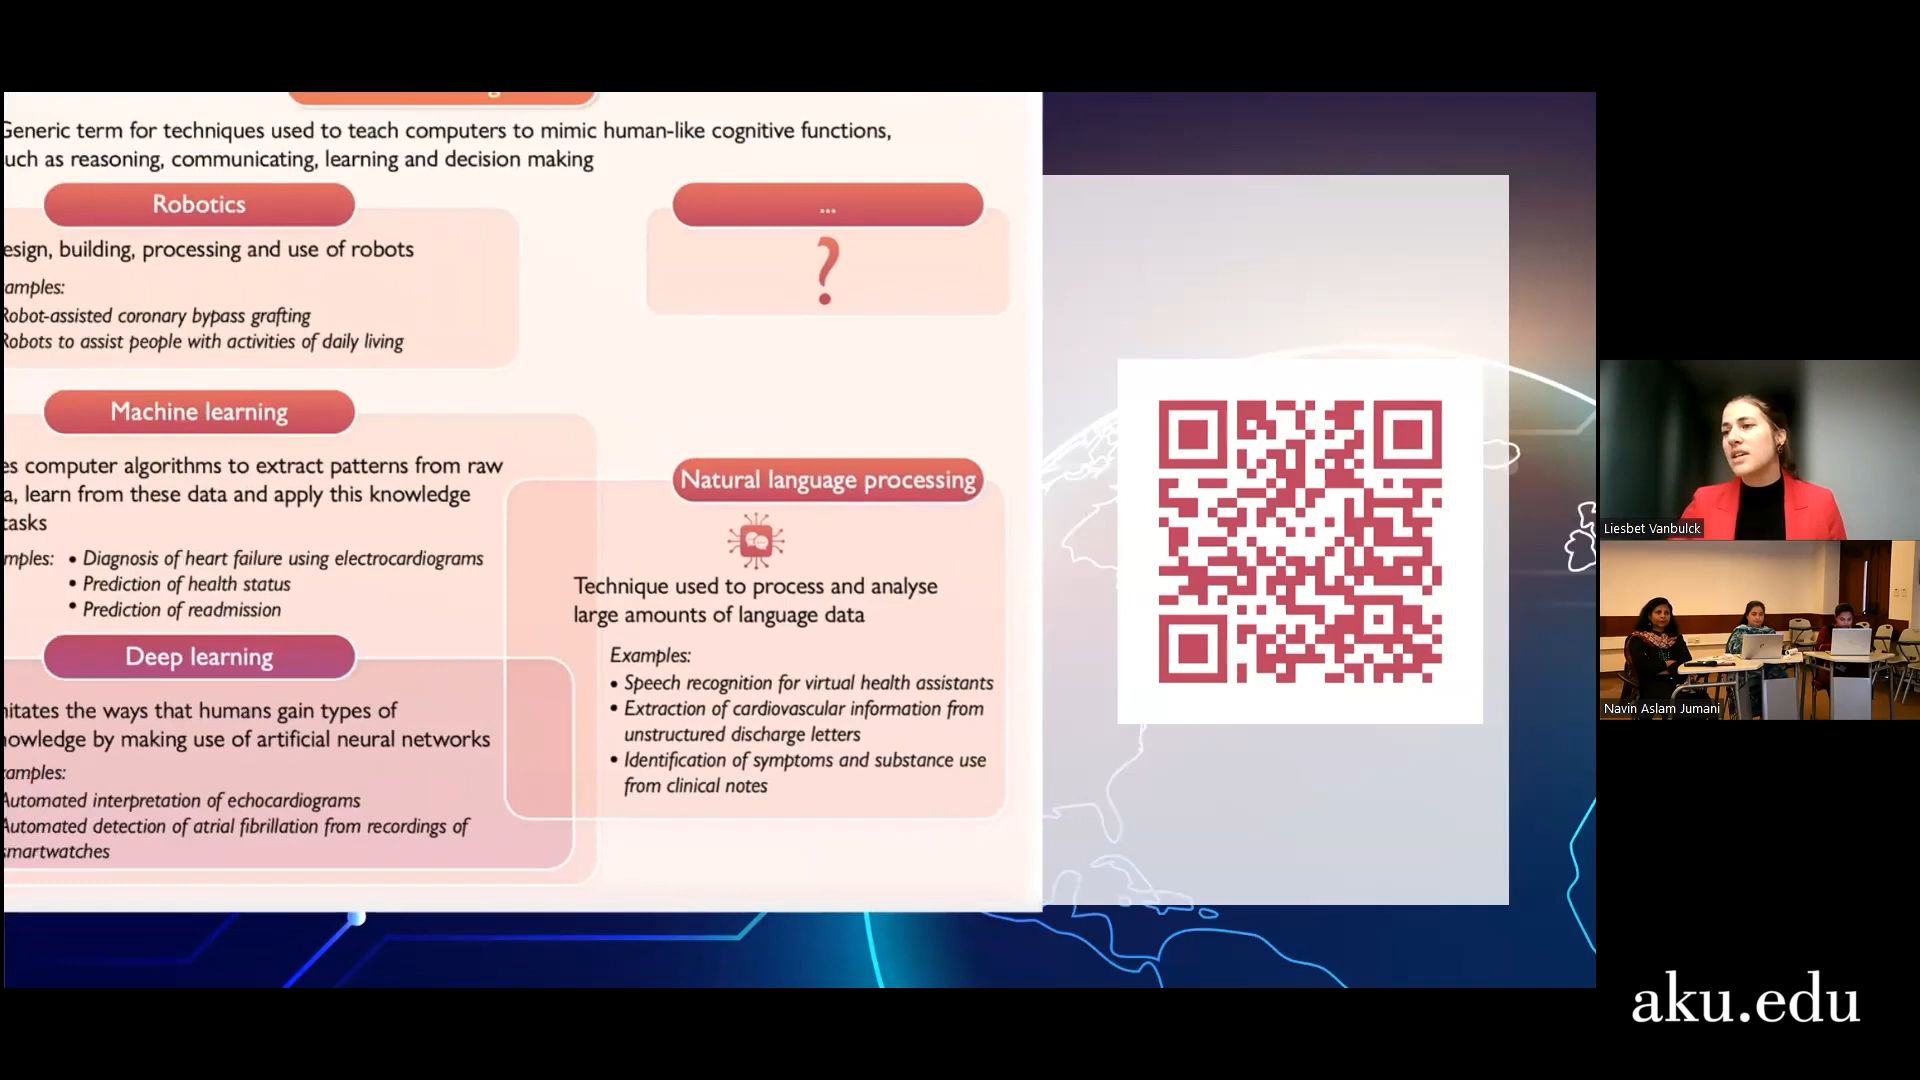 Generic term for techniques used to teach computers to mimic human-like cognitive functions,
uch as reasoning, communicating, learning and decision making
Robotics
esign, building, processing and use of robots
amples:
Robot-assisted coronary bypass grafting
Robots to assist people with activities of daily living
...
?
Machine learning
es computer algorithms to extract patterns from raw
a, learn from these data and apply this knowledge
tasks
mples: • Diagnosis of heart failure using electrocardiograms
• Prediction of health status
• Prediction of readmission
Deep learning
itates the ways that humans gain types of
owledge by making use of artificial neural networks
amples:
Automated interpretation of echocardiograms
Automated detection of atrial fibrillation from recordings of
smartwatches
Natural language processing
Technique used to process and analyse
large amounts of language data
Examples:
• Speech recognition for virtual health assistants
• Extraction of cardiovascular information from
unstructured discharge letters
• Identification of symptoms and substance use
from clinical notes
Liesbet Vanbulck
Navin Aslam Jumani
aku.edu